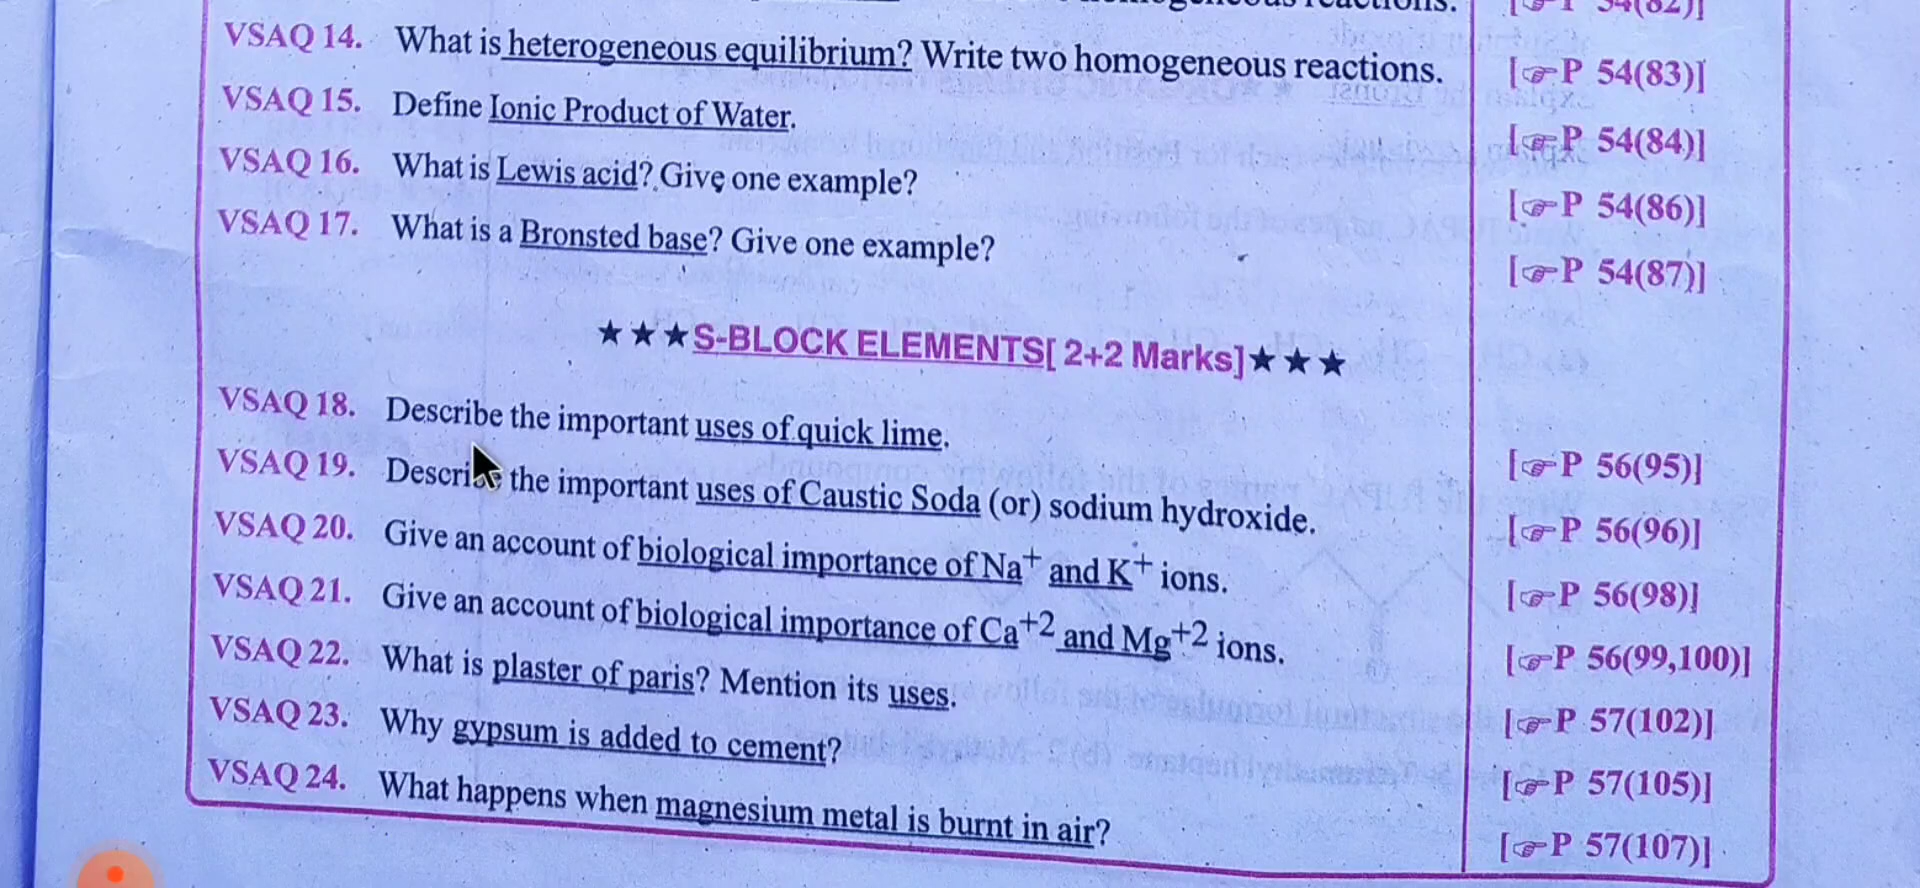 VSAQ 14. What is heterogeneous equilibrium? Write two homogeneous reactions. [☞P 54(83)]
VSAQ 15. Define Ionic Product of Water. [☞P 54(84)]
VSAQ 16. What is Lewis acid? Give one example? [☞P 54(86)]
VSAQ 17. What is a Bronsted base? Give one example? [☞P 54(87)]
★★★S-BLOCK ELEMENTS[ 2+2 Marks]★★★
VSAQ 18. Describe the important uses of quick lime. [☞P 56(95)]
VSAQ 19. Describe the important uses of Caustic Soda (or) sodium hydroxide. [☞P 56(96)]
VSAQ 20. Give an account of biological importance of Na⁺ and K⁺ ions. [☞P 56(98)]
VSAQ 21. Give an account of biological importance of Ca⁺² and Mg⁺² ions. [☞P 56(99,100)]
VSAQ 22. What is plaster of paris? Mention its uses. [☞P 57(102)]
VSAQ 23. Why gypsum is added to cement? [☞P 57(105)]
VSAQ 24. What happens when magnesium metal is burnt in air? [☞P 57(107)]